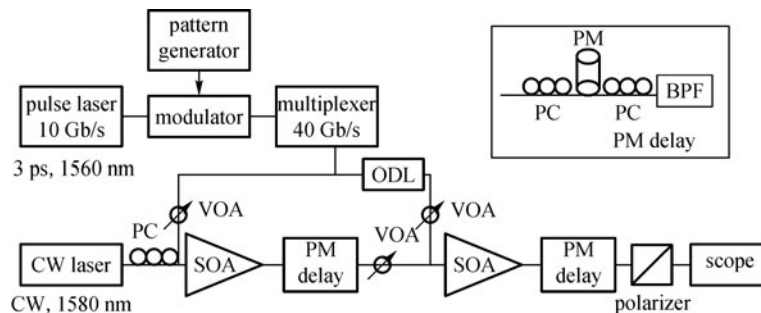 pattern
generator
PM
pulse laser
10 Gb/s
modulator
multiplexer
40 Gb/s
BPF
PC
PC
PM delay
3 ps, 1560 nm
ODL
VOA
VOA
PC
VOA
CW laser
SOA
PM
delay
SOA
PM
delay
scope
CW, 1580 nm
polarizer